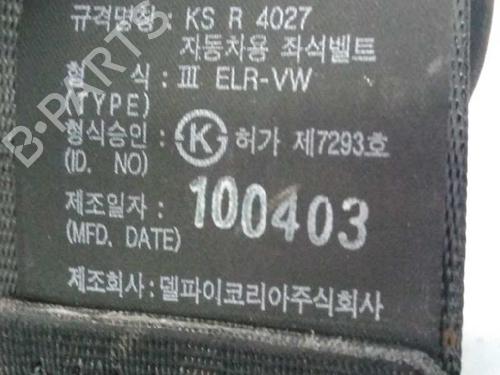 규격명칭 : KS R 4027
자동차용 좌석벨트
형 식 : Ⅲ ELR-VW
(TYPE)
형식승인 : K 허가 제7293호
(ID. NO)
제조일자 : 100403
(MFD. DATE)
제조회사 : 델파이코리아주식회사
B-PARTS